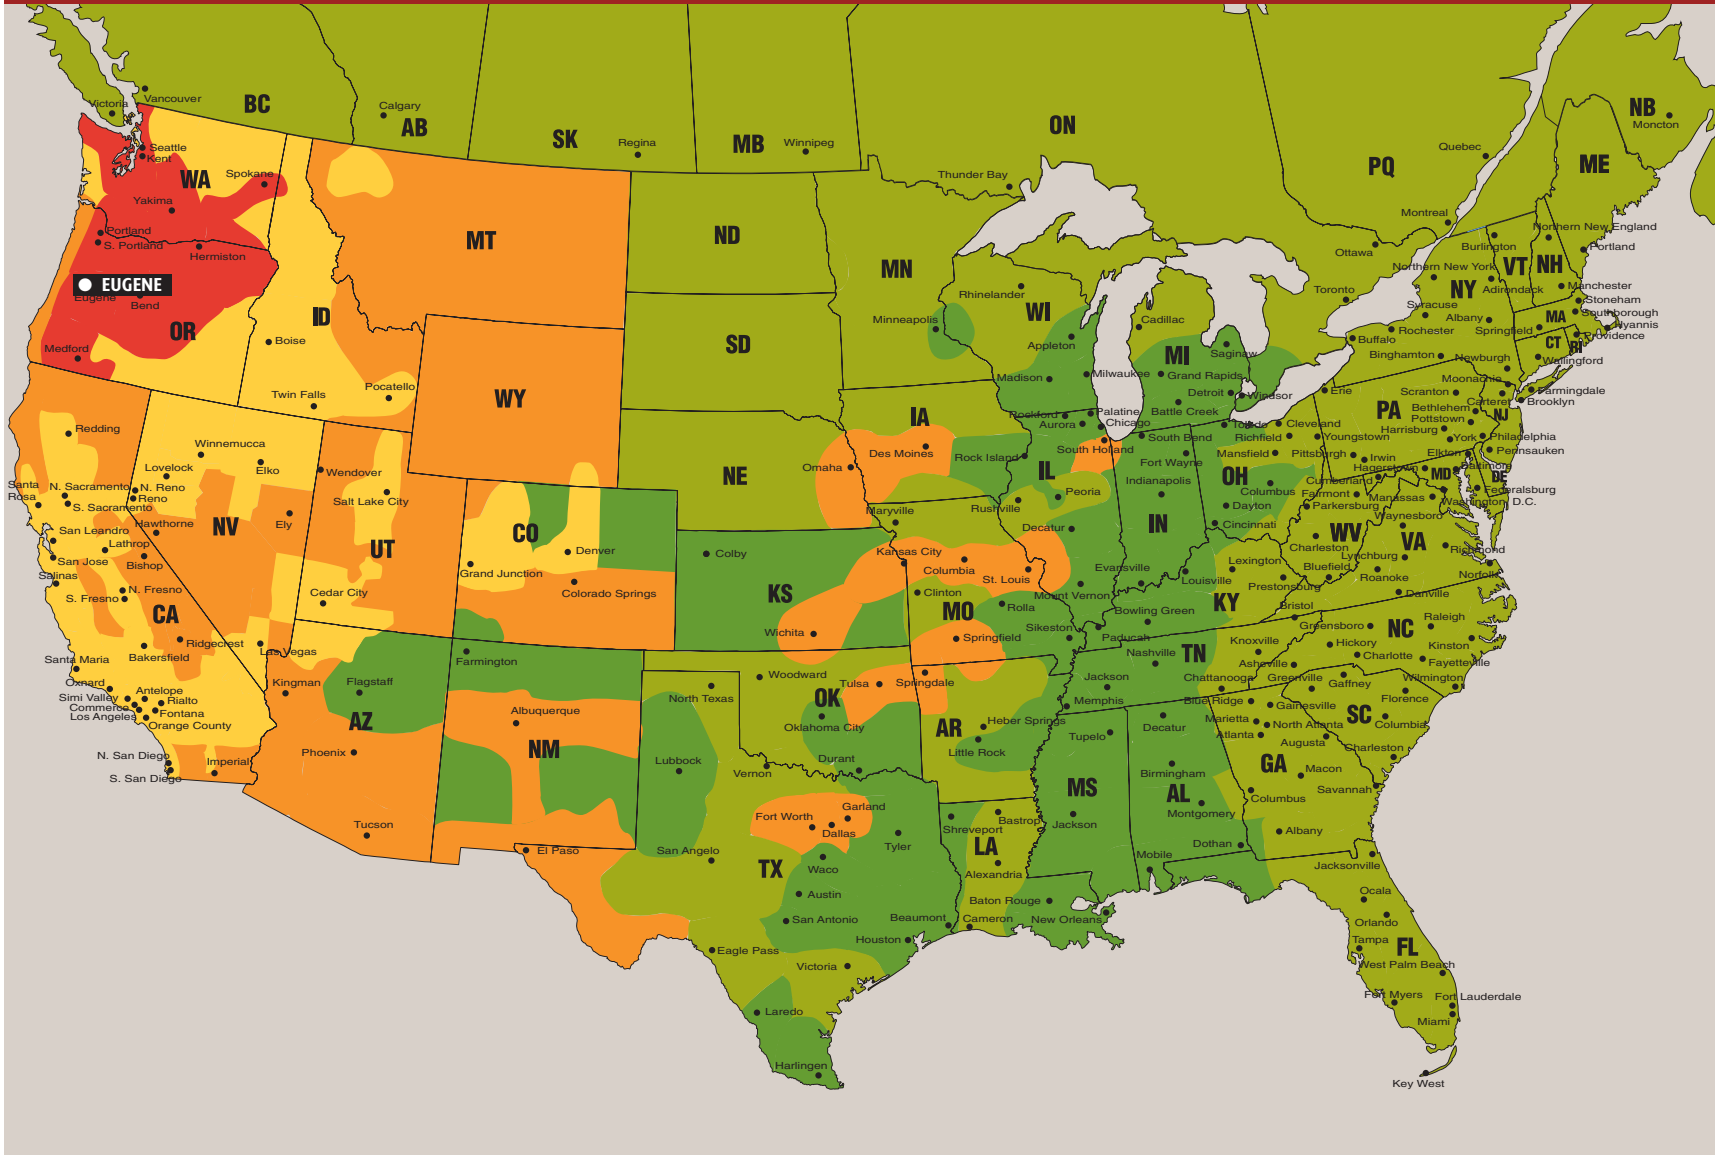 Victoria
Vancouver
BC
Calgary
AB
SK
Regina
MB
Winnipeg
ON
Thunder Bay
PQ
Quebec
NB
Moncton
ME
Montreal
Ottawa
Toronto
Seattle
Kent
WA
Spokane
Yakima
Portland
S. Portland
Hermiston
EUGENE
Eugene
Bend
OR
Medford
ID
Boise
Twin Falls
Pocatello
MT
WY
ND
SD
NE
Omaha
MN
Minneapolis
WI
Rhinelander
Appleton
Madison
Milwaukee
MI
Cadillac
Saginaw
Grand Rapids
Detroit
Windsor
Battle Creek
IA
Des Moines
IL
Rockford
Palatine
Aurora
Chicago
South Holland
Rock Island
Peoria
Rushville
Decatur
Mount Vernon
IN
South Bend
Fort Wayne
Indianapolis
Evansville
OH
Toledo
Cleveland
Richfield
Youngstown
Mansfield
Columbus
Dayton
Cincinnati
PA
Erie
Scranton
Bethlehem
Pottstown
Harrisburg
York
Philadelphia
Pittsburgh
Irwin
NY
Northern New York
Adirondack
Syracuse
Albany
Rochester
Buffalo
Binghamton
Newburgh
Farmingdale
Brooklyn
VT
Burlington
NH
Northern New England
Portland
Manchester
MA
Stoneham
Southborough
Hyannis
Springfield
CT
Wallingford
RI
Providence
NJ
Moonachie
Carteret
Pennsauken
DE
MD
Elkton
Baltimore
Hagerstown
Cumberland
Federalsburg
Washington, D.C.
WV
Fairmont
Parkersburg
Charleston
Bluefield
VA
Manassas
Waynesboro
Richmond
Lynchburg
Roanoke
Norfolk
Danville
Bristol
KY
Lexington
Louisville
Prestonsburg
Bowling Green
Paducah
TN
Knoxville
Nashville
Chattanooga
Jackson
Memphis
NC
Raleigh
Greensboro
Hickory
Kinston
Charlotte
Fayetteville
Asheville
Wilmington
SC
Greenville
Gaffney
Florence
Columbia
Charleston
GA
Blue Ridge
Gainesville
Marietta
North Atlanta
Atlanta
Augusta
Macon
Savannah
Columbus
Albany
FL
Jacksonville
Ocala
Orlando
Tampa
West Palm Beach
Fort Myers
Fort Lauderdale
Miami
Key West
AL
Decatur
Birmingham
Montgomery
Dothan
Mobile
MS
Tupelo
Jackson
LA
Shreveport
Bastrop
Alexandria
Baton Rouge
Cameron
New Orleans
AR
Springdale
Heber Springs
Little Rock
MO
Maryville
Kansas City
Columbia
St. Louis
Clinton
Rolla
Springfield
Sikeston
KS
Colby
Wichita
OK
Woodward
Tulsa
Oklahoma City
Durant
TX
North Texas
Lubbock
Vernon
Fort Worth
Garland
Dallas
Tyler
San Angelo
El Paso
Waco
Austin
San Antonio
Beaumont
Houston
Eagle Pass
Victoria
Laredo
Harlingen
NM
Farmington
Albuquerque
CO
Denver
Grand Junction
Colorado Springs
UT
Wendover
Salt Lake City
Cedar City
AZ
Kingman
Flagstaff
Phoenix
Tucson
NV
Winnemucca
Lovelock
Elko
N. Reno
Reno
Hawthorne
Ely
Las Vegas
CA
Redding
Santa
Rosa
N. Sacramento
S. Sacramento
San Leandro
Lathrop
San Jose
Bishop
Salinas
N. Fresno
S. Fresno
Ridgecrest
Bakersfield
Santa Maria
Oxnard
Antelope
Simi Valley
Rialto
Commerce
Fontana
Los Angeles
Orange County
N. San Diego
S. San Diego
Imperial